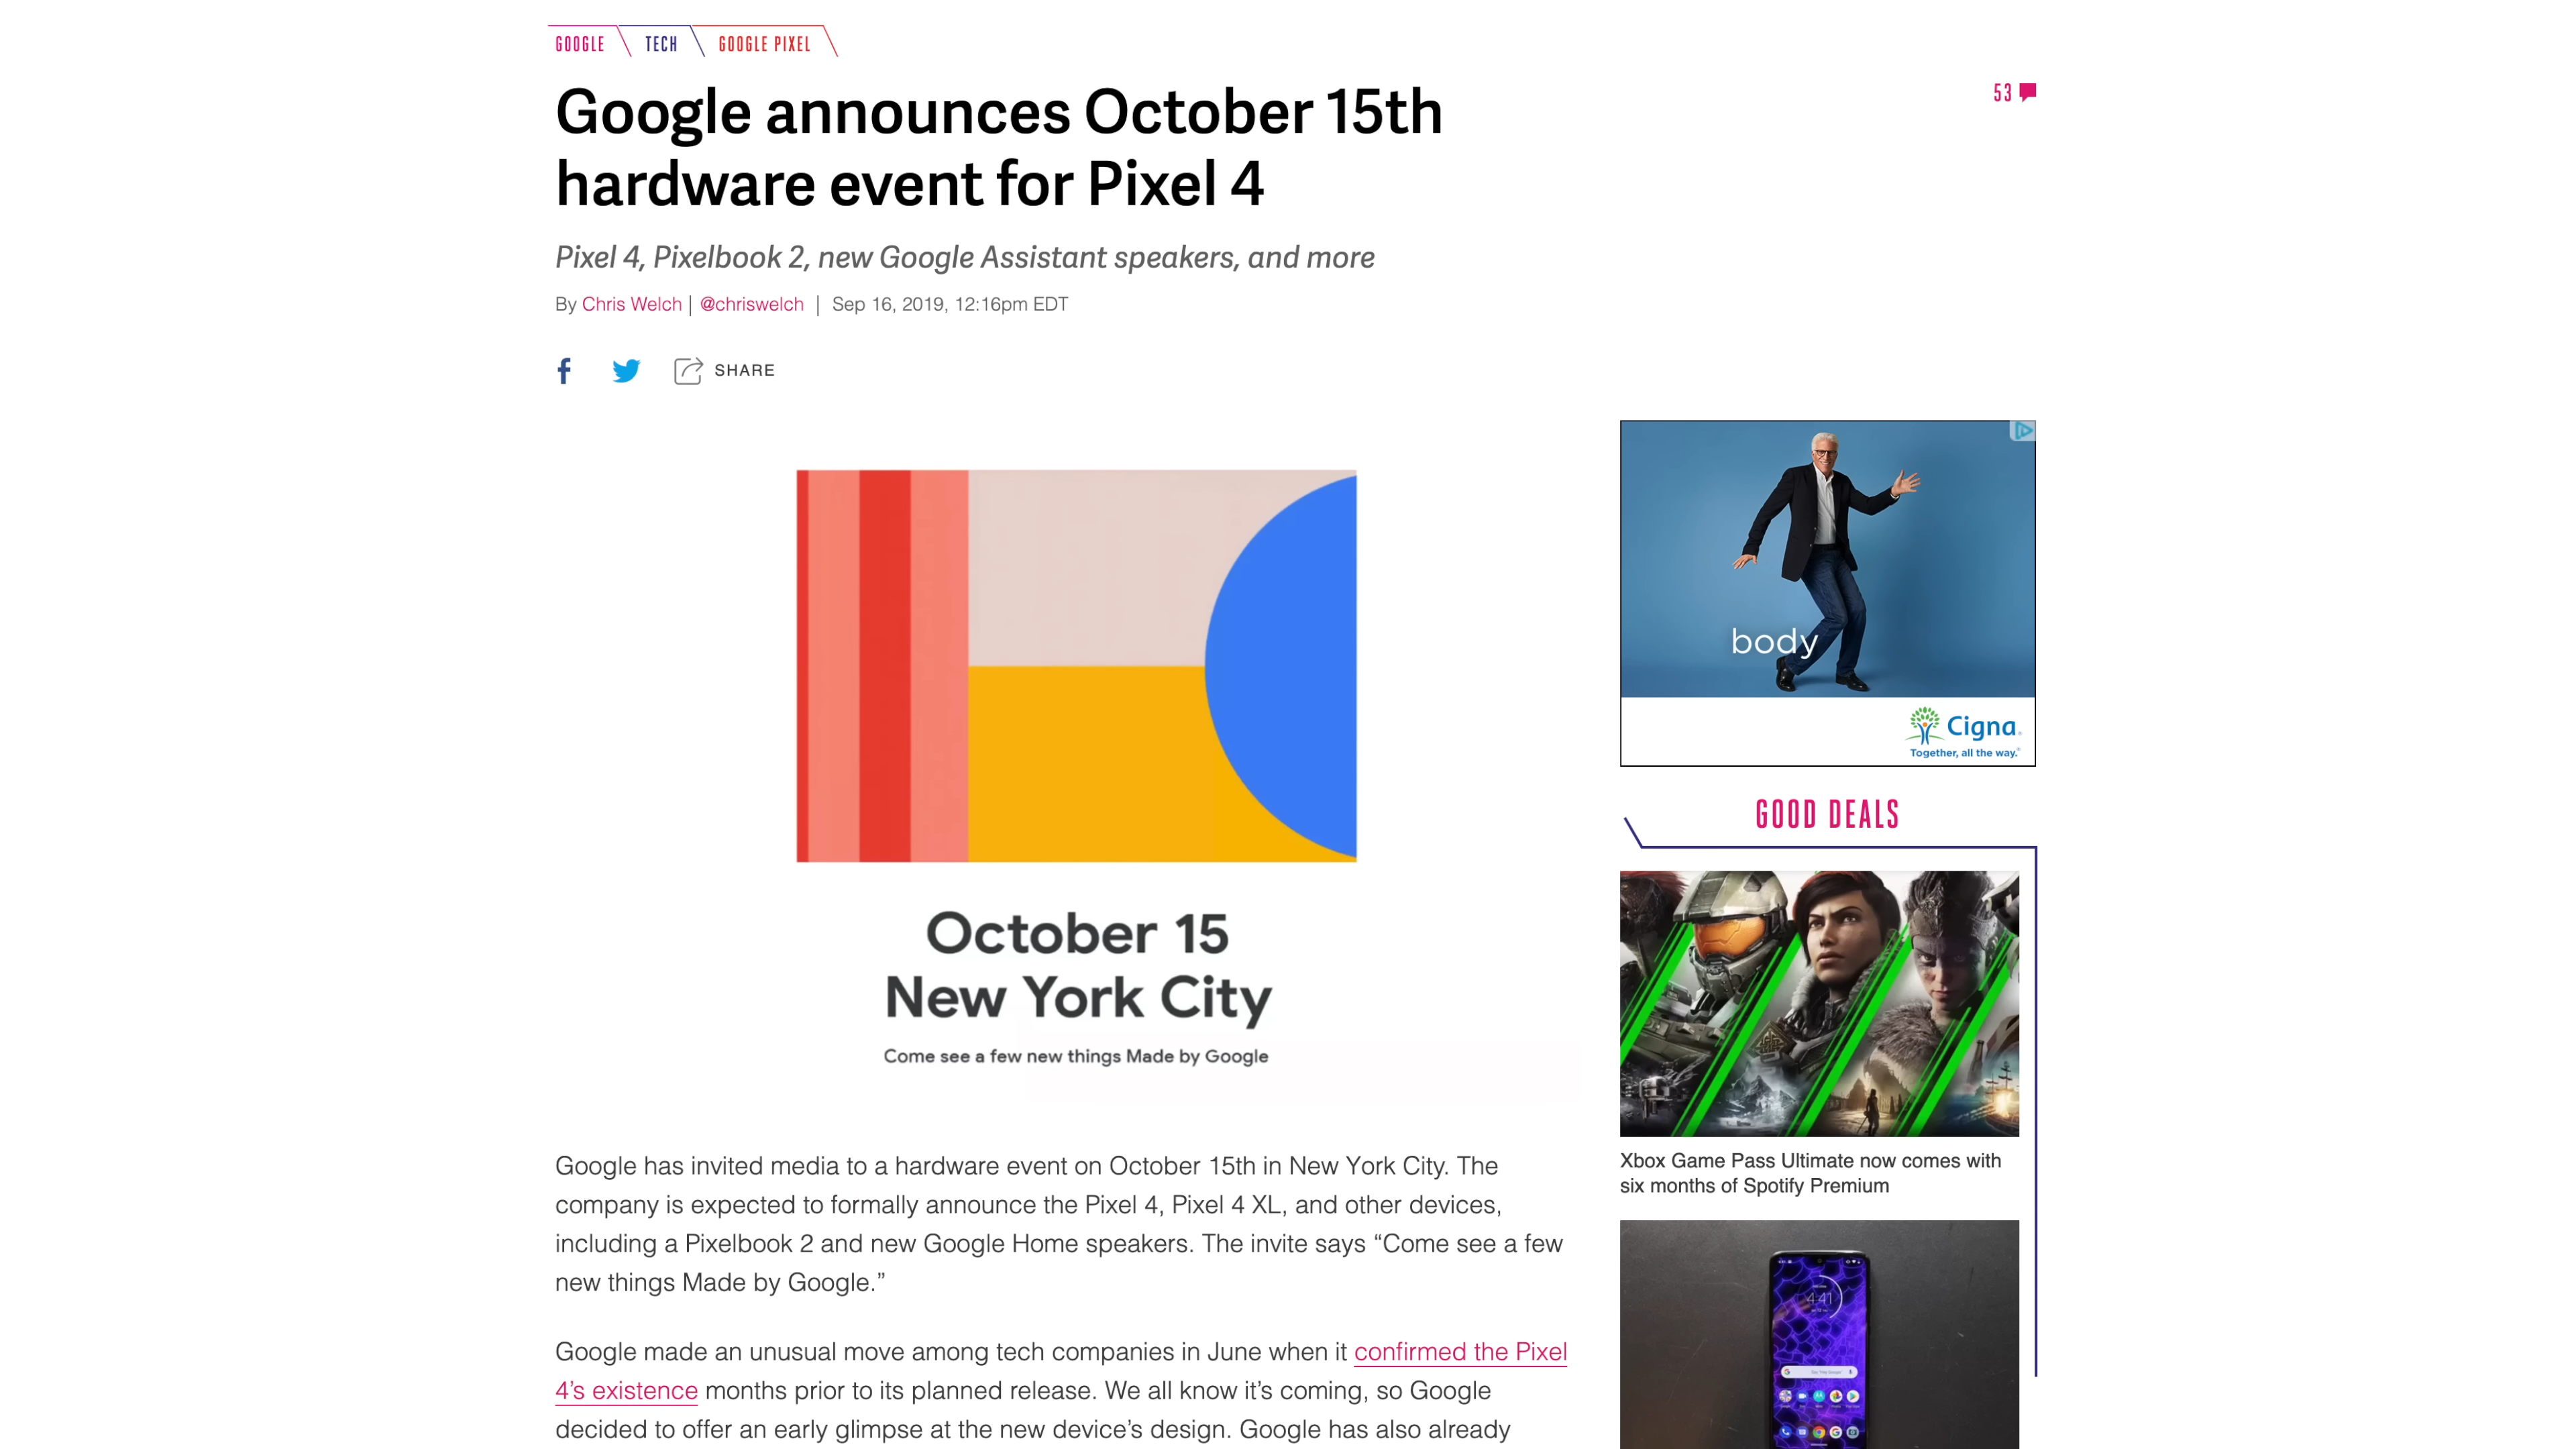 GOOGLE TECH GOOGLE PIXEL
Google announces October 15th
hardware event for Pixel 4
53
Pixel 4, Pixelbook 2, new Google Assistant speakers, and more
By Chris Welch | @chriswelch | Sep 16, 2019, 12:16pm EDT
SHARE
October 15
New York City
Come see a few new things Made by Google
Google has invited media to a hardware event on October 15th in New York City. The
company is expected to formally announce the Pixel 4, Pixel 4 XL, and other devices,
including a Pixelbook 2 and new Google Home speakers. The invite says “Come see a few
new things Made by Google.”
Google made an unusual move among tech companies in June when it confirmed the Pixel
4’s existence months prior to its planned release. We all know it’s coming, so Google
decided to offer an early glimpse at the new device’s design. Google has also already
body
Cigna
Together, all the way.®
GOOD DEALS
Xbox Game Pass Ultimate now comes with
six months of Spotify Premium
4:41